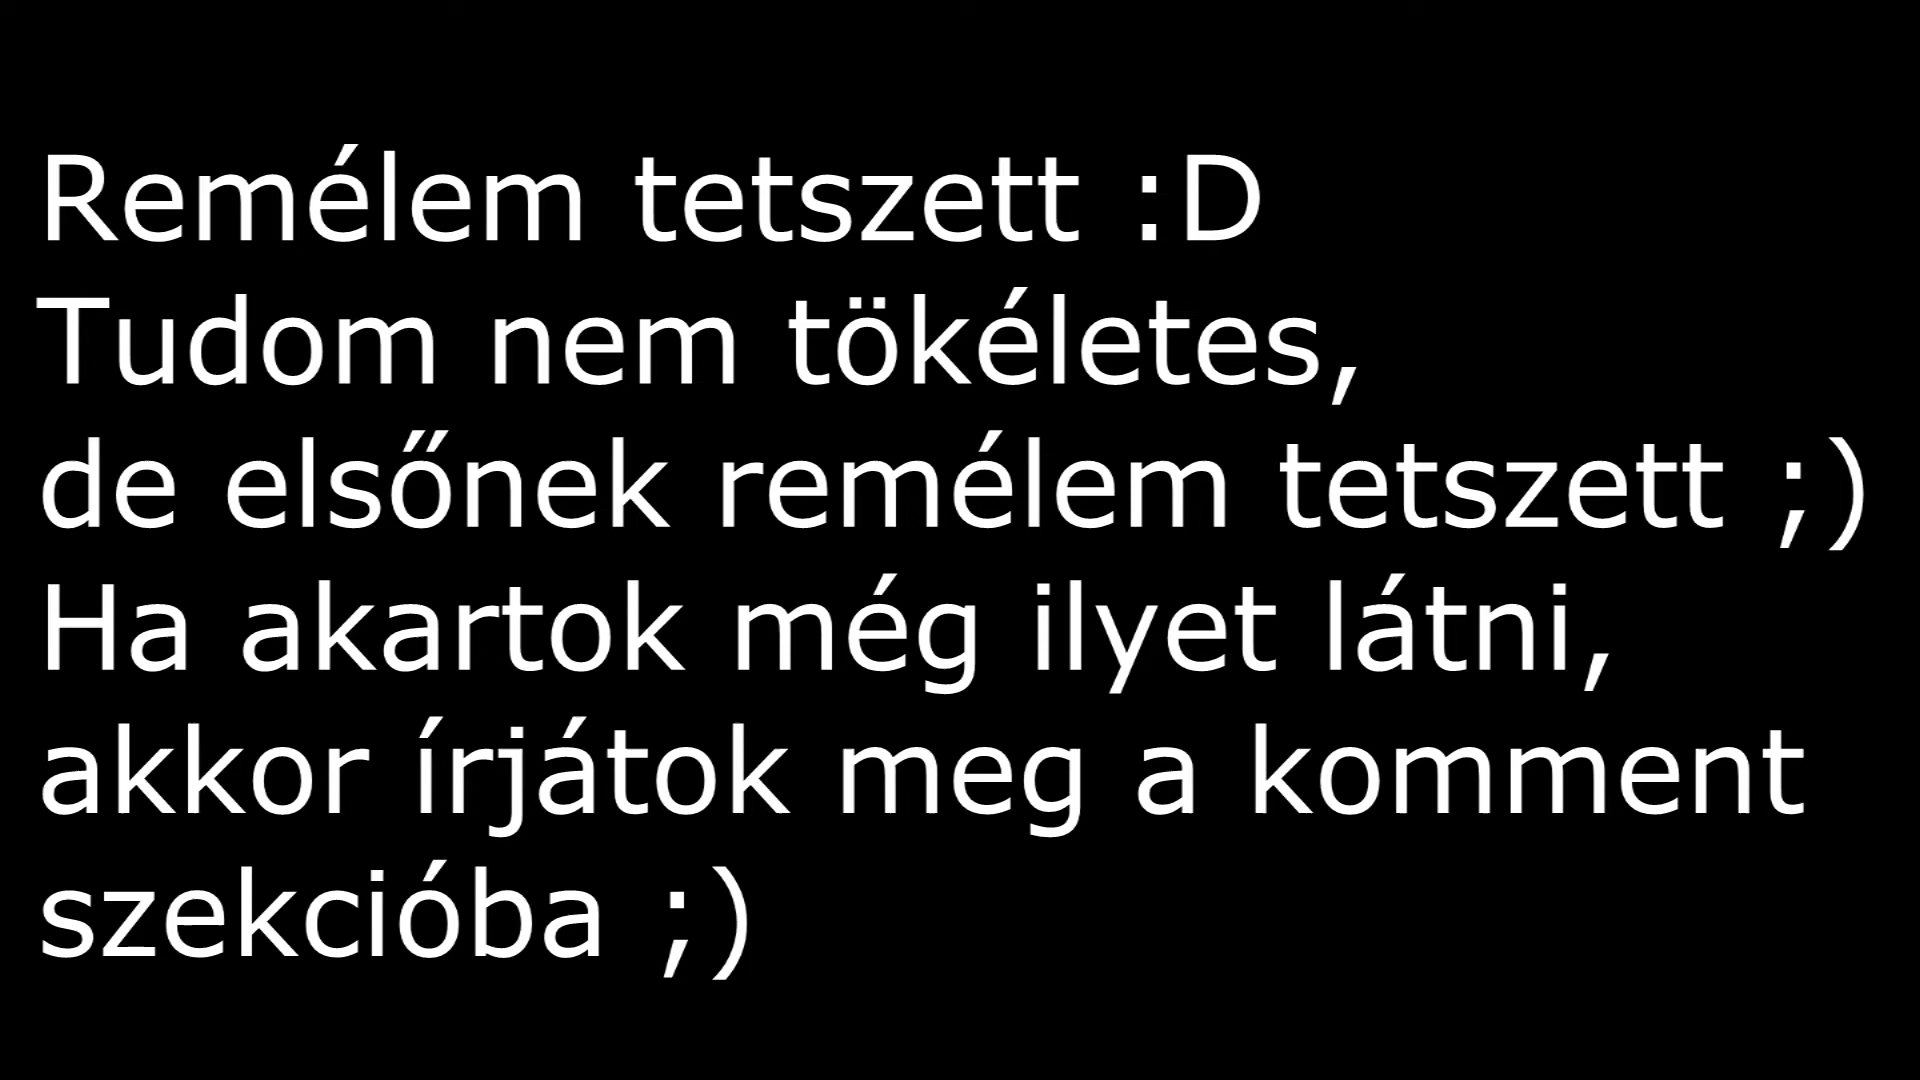 Remélem tetszett :D
Tudom nem tökéletes,
de elsőnek remélem tetszett ;)
Ha akartok még ilyet látni,
akkor írjátok meg a komment
szekcióba ;)